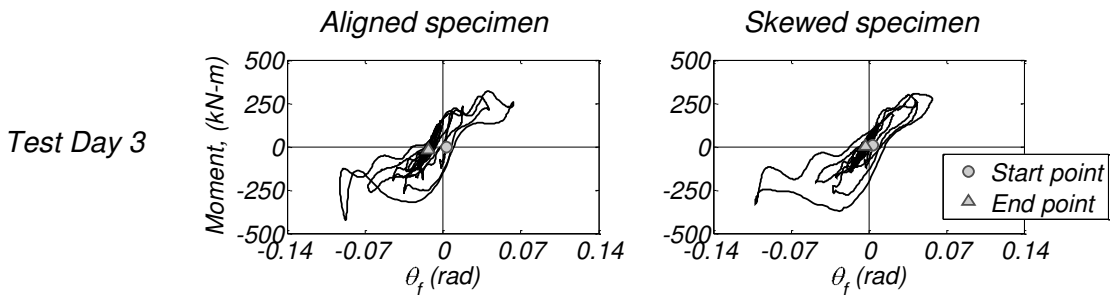 Aligned specimen
Skewed specimen
Test Day 3
Moment, (kN-m)
500
250
0
-250
-500
-0.14 -0.07 0 0.07 0.14
θf (rad)
500
250
0
-250
-500
-0.14 -0.07 0 0.07 0.14
θf (rad)
Start point
End point